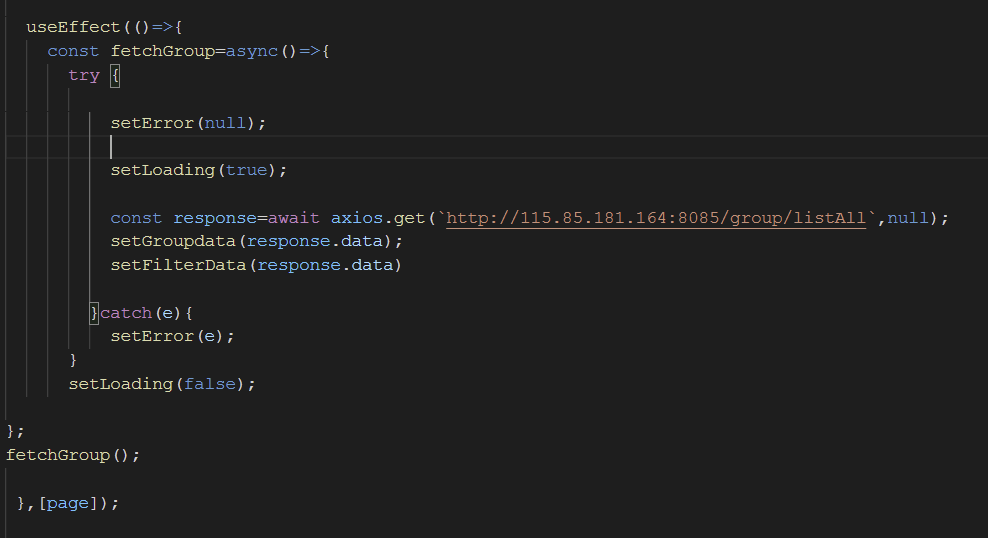 useEffect(()=>{
const fetchGroup=async()=>{
try {
setError(null);
setLoading(true);
const response=await axios.get(`http://115.85.181.164:8085/group/listAll`,null);
setGroupdata(response.data);
setFilterData(response.data)
}catch(e){
setError(e);
}
setLoading(false);
};
fetchGroup();
},[page]);